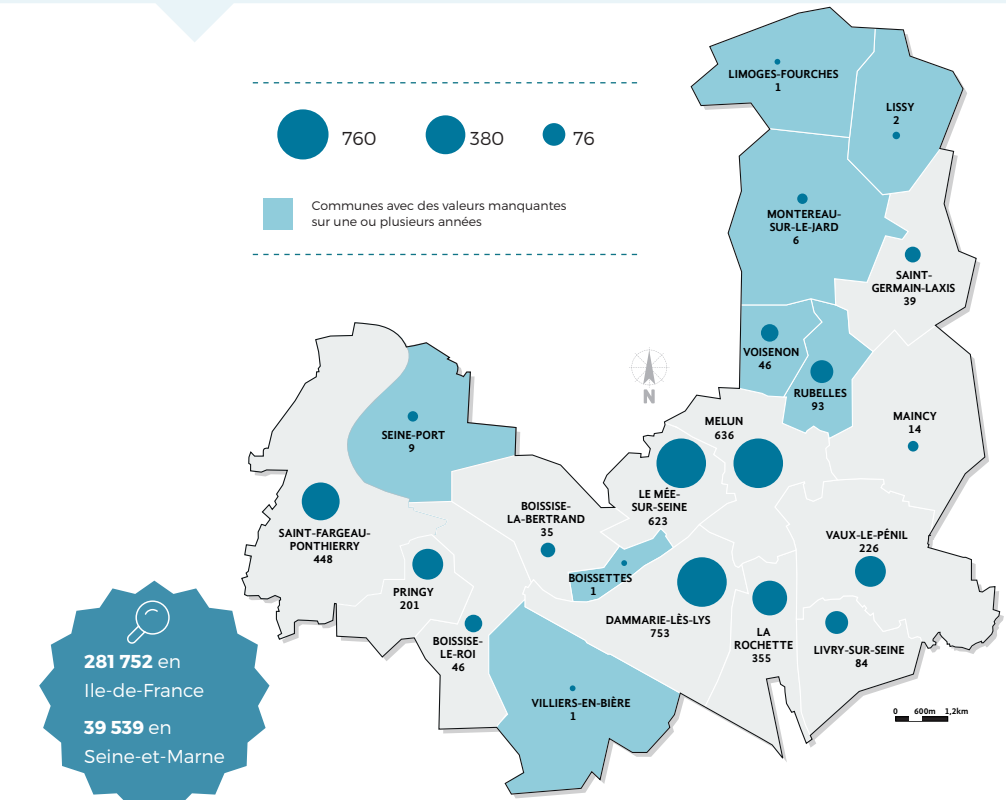 760
380
76
Communes avec des valeurs manquantes
sur une ou plusieurs années
LIMOGES-FOURCHES
1
LISSY
2
MONTEREAU-
SUR-LE-JARD
6
SAINT-
GERMAIN-LAXIS
39
VOISENON
46
RUBELLES
93
N
MAINCY
14
MELUN
636
SEINE-PORT
9
LE MÉE-
SUR-SEINE
623
BOISSISE-
LA-BERTRAND
35
SAINT-FARGEAU-
PONTHIERRY
448
VAUX-LE-PÉNIL
226
BOISSETTES
1
PRINGY
201
DAMMARIE-LÈS-LYS
753
LA
ROCHETTE
355
BOISSISE-
LE-ROI
46
LIVRY-SUR-SEINE
84
VILLIERS-EN-BIÈRE
1
0 600m 1,2km
281 752 en
Ile-de-France
39 539 en
Seine-et-Marne